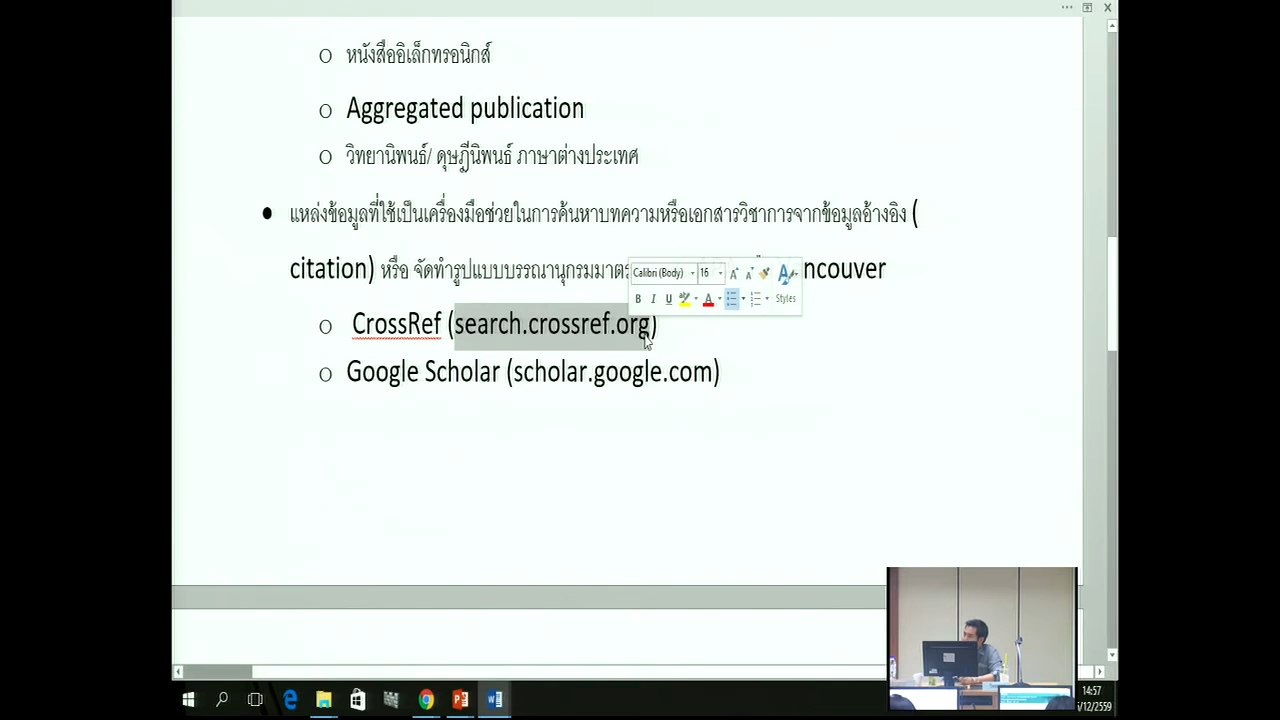 o หนังสืออิเล็กทรอนิกส์
o Aggregated publication
o วิทยานิพนธ์/ ดุษฎีนิพนธ์ ภาษาต่างประเทศ
• แหล่งข้อมูลที่ใช้เป็นเครื่องมือช่วยในการค้นหาบทความหรือเอกสารวิชาการจากข้อมูลอ้างอิง (
citation) หรือ จัดทำรูปแบบบรรณานุกรมมาตร ncouver
Calibri (Body) 16
B I U A Styles
o CrossRef (search.crossref.org)
o Google Scholar (scholar.google.com)
14:57
/12/2559